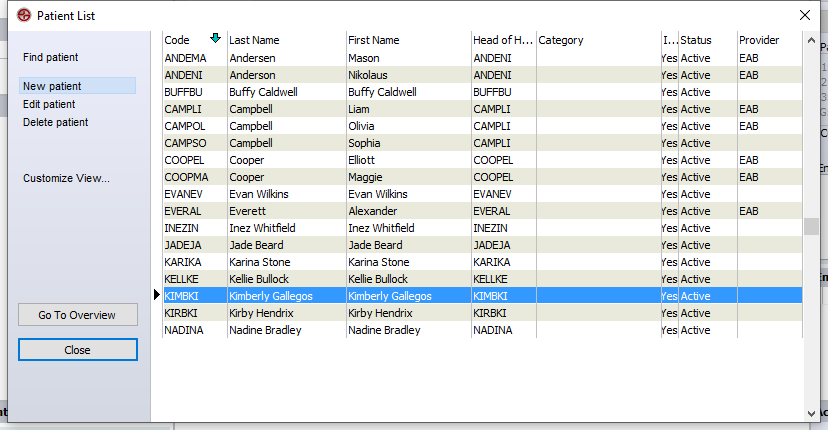 Patient List
Find patient
New patient
Edit patient
Delete patient
Customize View...
Go To Overview
Close
Code Last Name First Name Head of H... Category I... Status Provider
ANDEMA Andersen Mason ANDENI Yes Active EAB
ANDENI Anderson Nikolaus ANDENI Yes Active EAB
BUFFBU Buffy Caldwell Buffy Caldwell BUFFBU Yes Active
CAMPLI Campbell Liam CAMPLI Yes Active EAB
CAMPOL Campbell Olivia CAMPLI Yes Active EAB
CAMPSO Campbell Sophia CAMPLI Yes Active
COOPEL Cooper Elliott COOPEL Yes Active EAB
COOPMA Cooper Maggie COOPEL Yes Active EAB
EVANEV Evan Wilkins Evan Wilkins EVANEV Yes Active
EVERAL Everett Alexander EVERAL Yes Active EAB
INEZIN Inez Whitfield Inez Whitfield INEZIN Yes Active
JADEJA Jade Beard Jade Beard JADEJA Yes Active
KARIKA Karina Stone Karina Stone KARIKA Yes Active
KELLKE Kellie Bullock Kellie Bullock KELLKE Yes Active
KIMBKI Kimberly Gallegos Kimberly Gallegos KIMBKI Yes Active
KIRBKI Kirby Hendrix Kirby Hendrix KIRBKI Yes Active
NADINA Nadine Bradley Nadine Bradley NADINA Yes Active